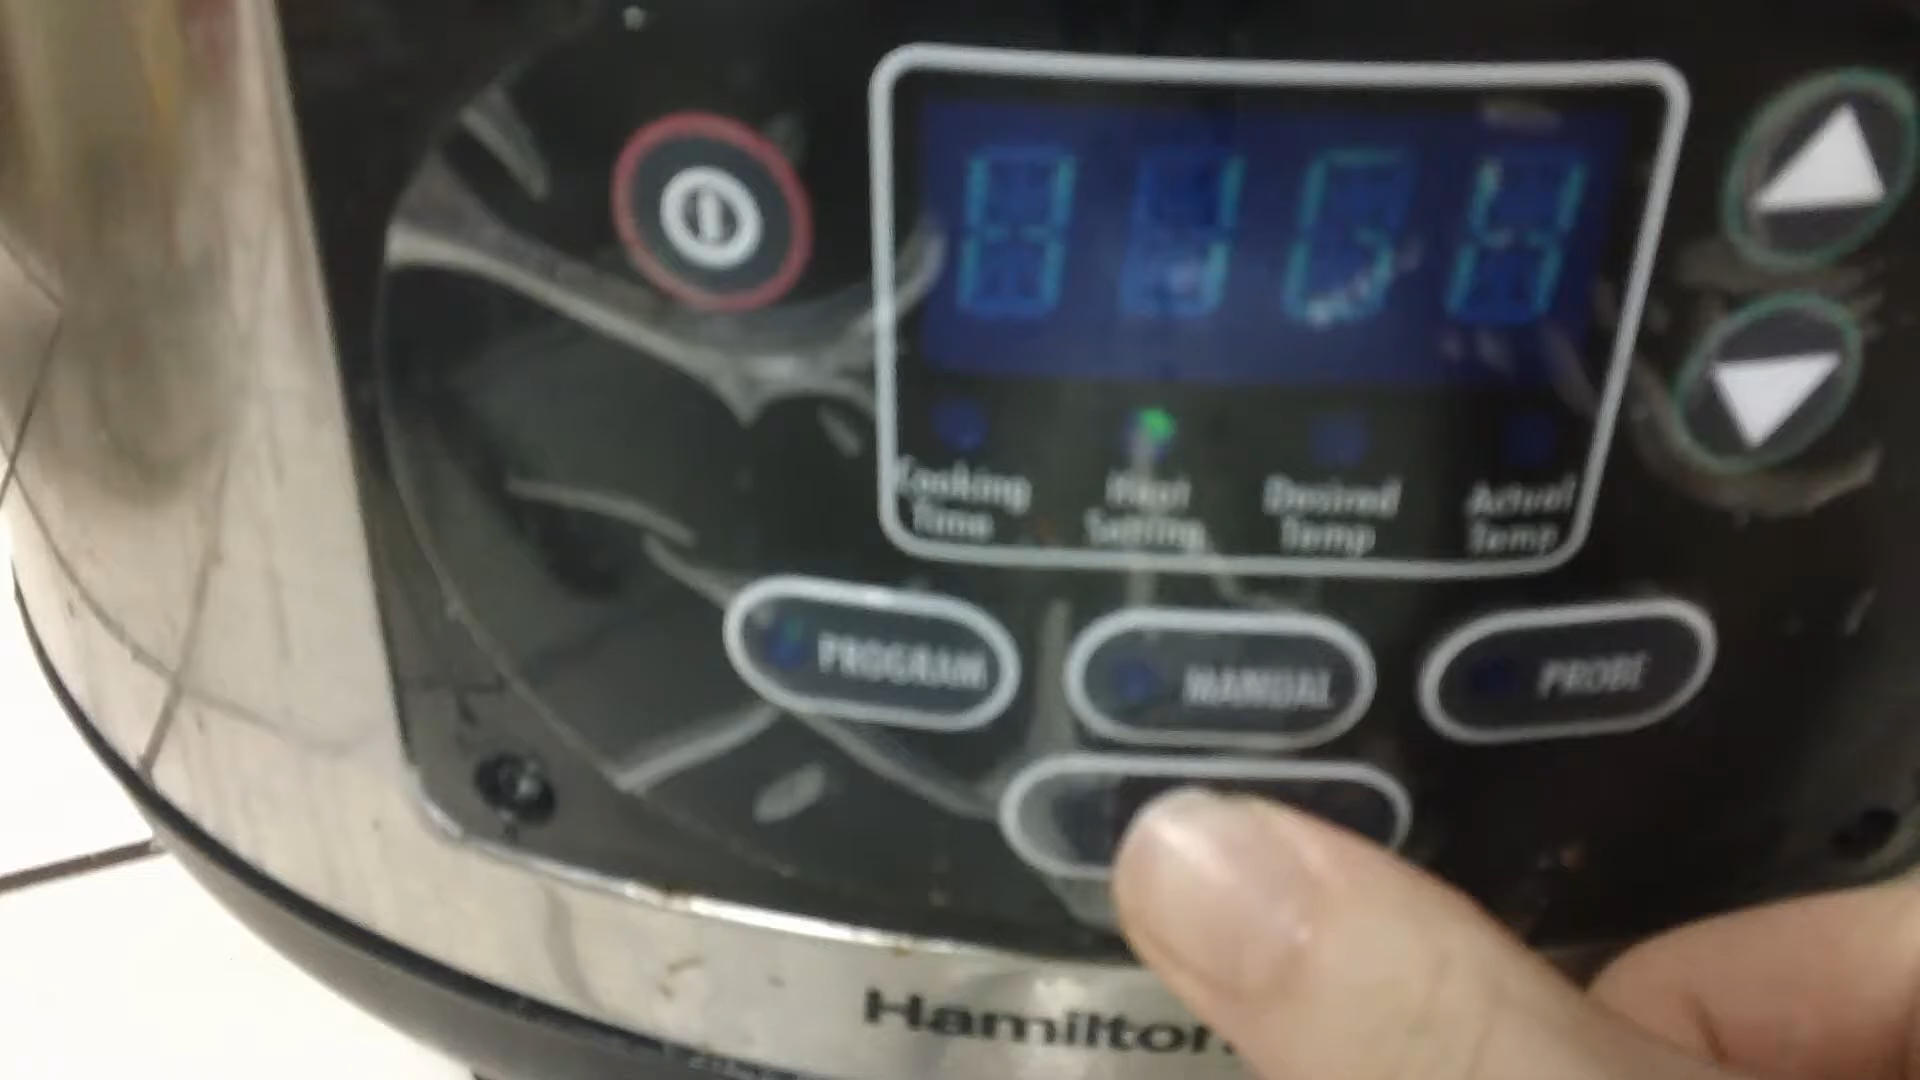 HIGH
Cooking Time
Heat Setting
Desired Temp
Actual Temp
PROGRAM
MANUAL
PROBE
Hamilton